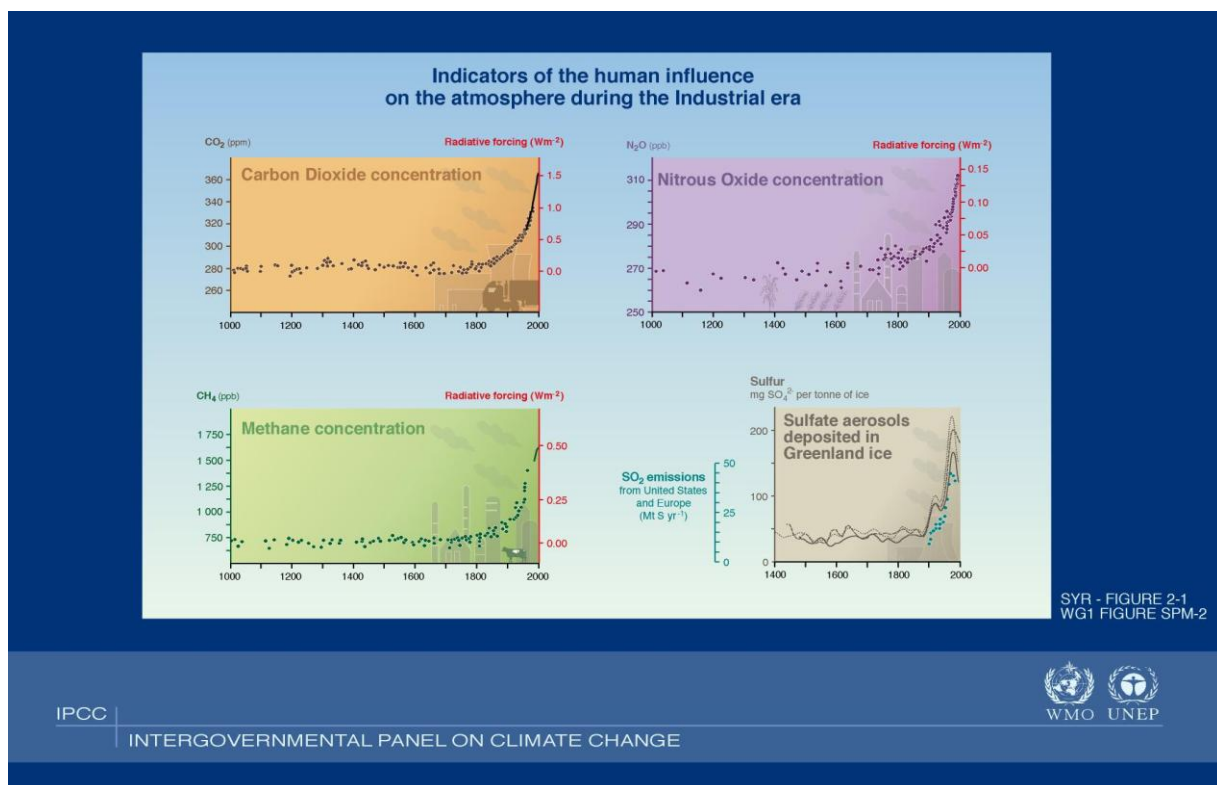 Indicators of the human influence
on the atmosphere during the Industrial era
CO₂ (ppm)
Radiative forcing (Wm⁻²)
Carbon Dioxide concentration
360
340
320
300
280
260
1.5
1.0
0.5
0.0
1000 1200 1400 1600 1800 2000
N₂O (ppb)
Radiative forcing (Wm⁻²)
Nitrous Oxide concentration
310
290
270
250
0.15
0.10
0.05
0.00
1000 1200 1400 1600 1800 2000
CH₄ (ppb)
Radiative forcing (Wm⁻²)
Methane concentration
1 750
1 500
1 250
1 000
750
0.50
0.25
0.00
1000 1200 1400 1600 1800 2000
Sulfur
mg SO₄²⁻ per tonne of ice
Sulfate aerosols
deposited in
Greenland ice
200
100
0
SO₂ emissions
from United States
and Europe
(Mt S yr⁻¹)
50
25
0
1400 1600 1800 2000
SYR - FIGURE 2-1
WG1 FIGURE SPM-2
WMO UNEP
IPCC
INTERGOVERNMENTAL PANEL ON CLIMATE CHANGE